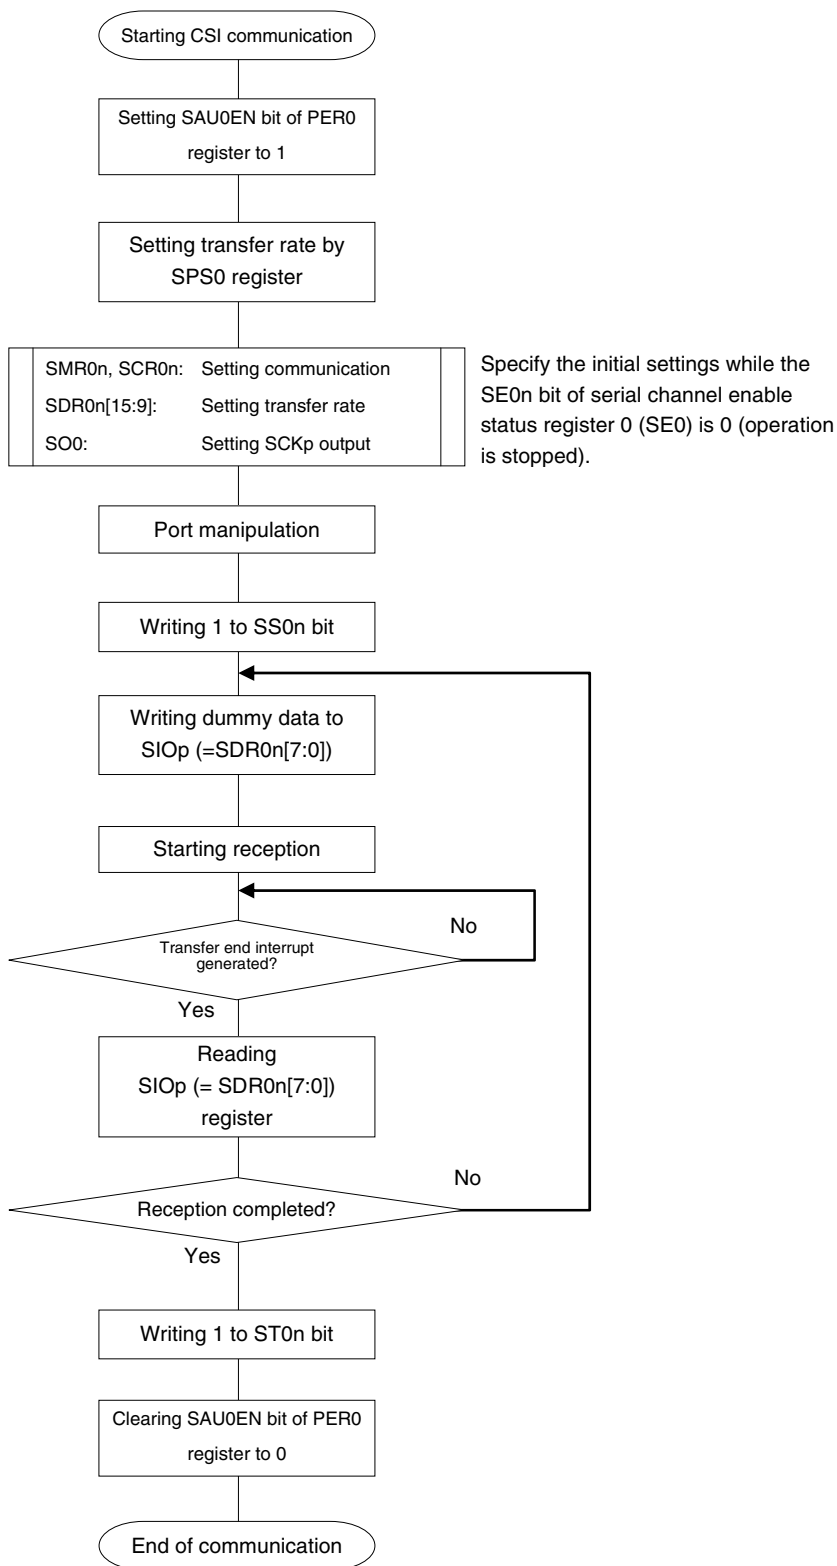 Starting CSI communication
Setting SAU0EN bit of PER0
register to 1
Setting transfer rate by
SPS0 register
SMR0n, SCR0n: Setting communication
SDR0n[15:9]: Setting transfer rate
SO0: Setting SCKp output
Specify the initial settings while the
SE0n bit of serial channel enable
status register 0 (SE0) is 0 (operation
is stopped).
Port manipulation
Writing 1 to SS0n bit
Writing dummy data to
SIOp (=SDR0n[7:0])
Starting reception
No
Transfer end interrupt
generated?
Yes
Reading
SIOp (= SDR0n[7:0])
register
No
Reception completed?
Yes
Writing 1 to ST0n bit
Clearing SAU0EN bit of PER0
register to 0
End of communication